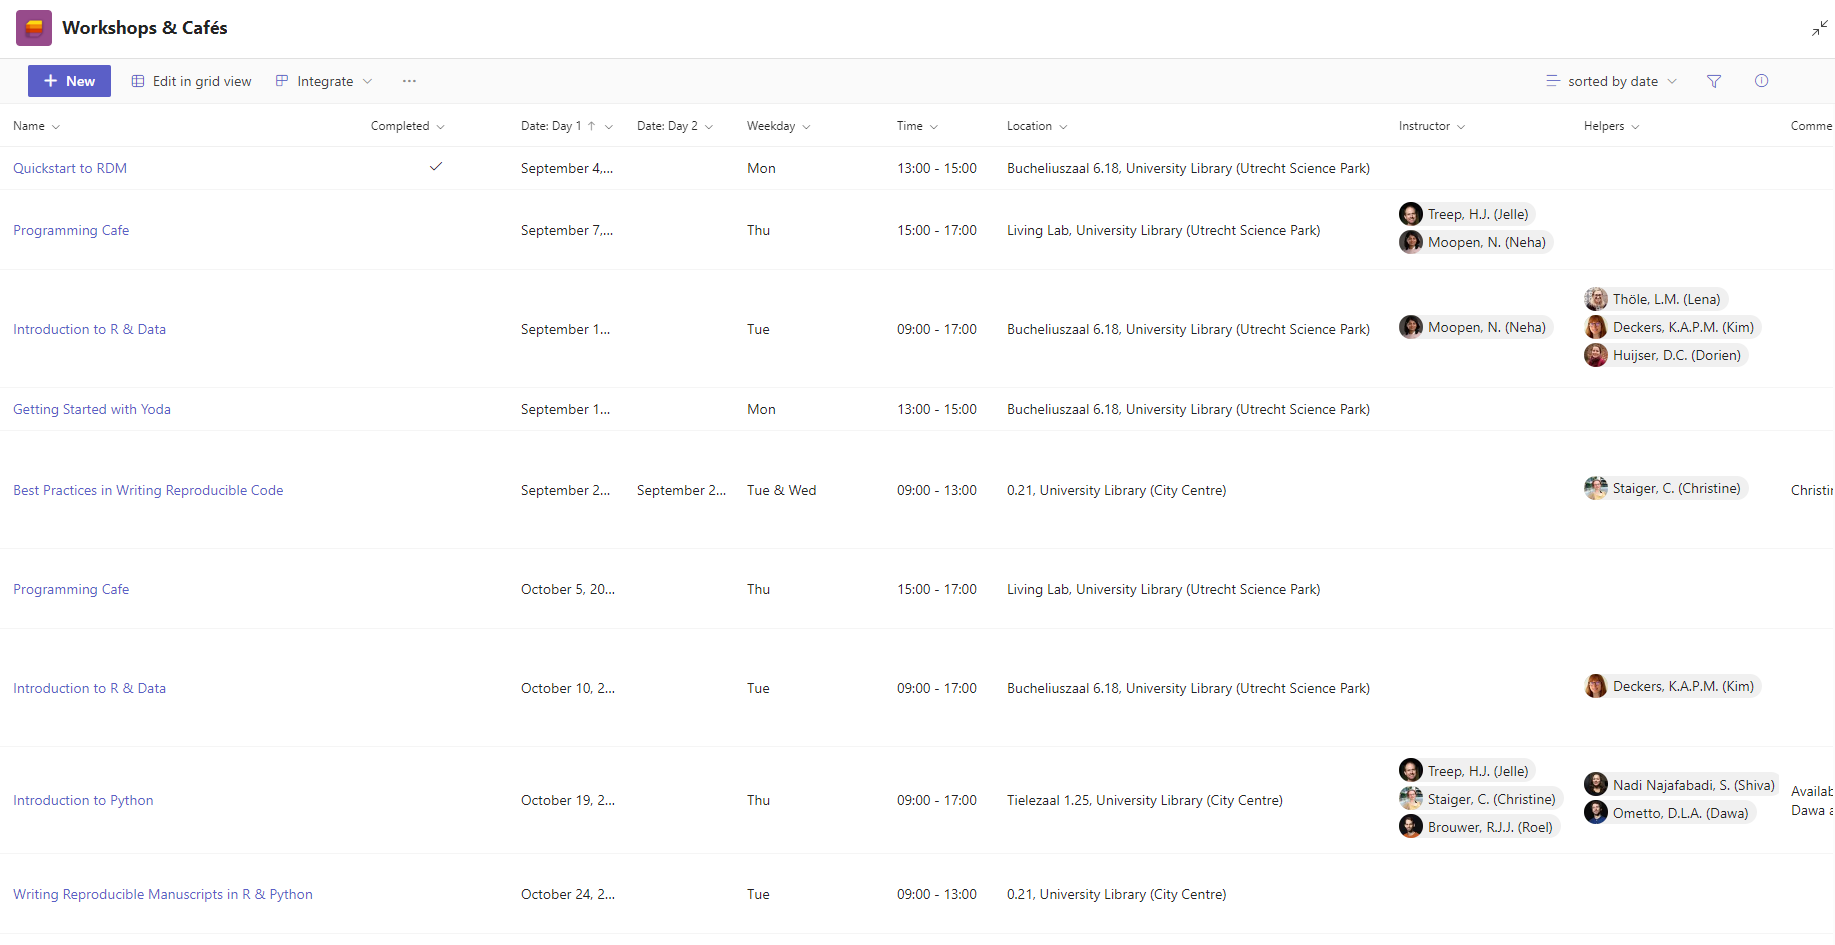 Workshops & Cafés
New Edit in grid view Integrate ... sorted by date
Name Completed Date: Day 1 Date: Day 2 Weekday Time Location Instructor Helpers Comme
Quickstart to RDM September 4,... Mon 13:00 - 15:00 Bucheliuszaal 6.18, University Library (Utrecht Science Park)
Programming Cafe September 7,... Thu 15:00 - 17:00 Living Lab, University Library (Utrecht Science Park)
Treep, H.J. (Jelle)
Moopen, N. (Neha)
Introduction to R & Data September 1... Tue 09:00 - 17:00 Bucheliuszaal 6.18, University Library (Utrecht Science Park) Moopen, N. (Neha)
Thöle, L.M. (Lena)
Deckers, K.A.P.M. (Kim)
Huijser, D.C. (Dorien)
Getting Started with Yoda September 1... Mon 13:00 - 15:00 Bucheliuszaal 6.18, University Library (Utrecht Science Park)
Best Practices in Writing Reproducible Code September 2... September 2... Tue & Wed 09:00 - 13:00 0.21, University Library (City Centre) Staiger, C. (Christine) Christin
Programming Cafe October 5, 20... Thu 15:00 - 17:00 Living Lab, University Library (Utrecht Science Park)
Introduction to R & Data October 10, 2... Tue 09:00 - 17:00 Bucheliuszaal 6.18, University Library (Utrecht Science Park) Deckers, K.A.P.M. (Kim)
Introduction to Python October 19, 2... Thu 09:00 - 17:00 Tielezaal 1.25, University Library (City Centre)
Treep, H.J. (Jelle)
Staiger, C. (Christine)
Brouwer, R.J.J. (Roel)
Nadi Najafabadi, S. (Shiva)
Ometto, D.L.A. (Dawa)
Availab
Dawa a
Writing Reproducible Manuscripts in R & Python October 24, 2... Tue 09:00 - 13:00 0.21, University Library (City Centre)